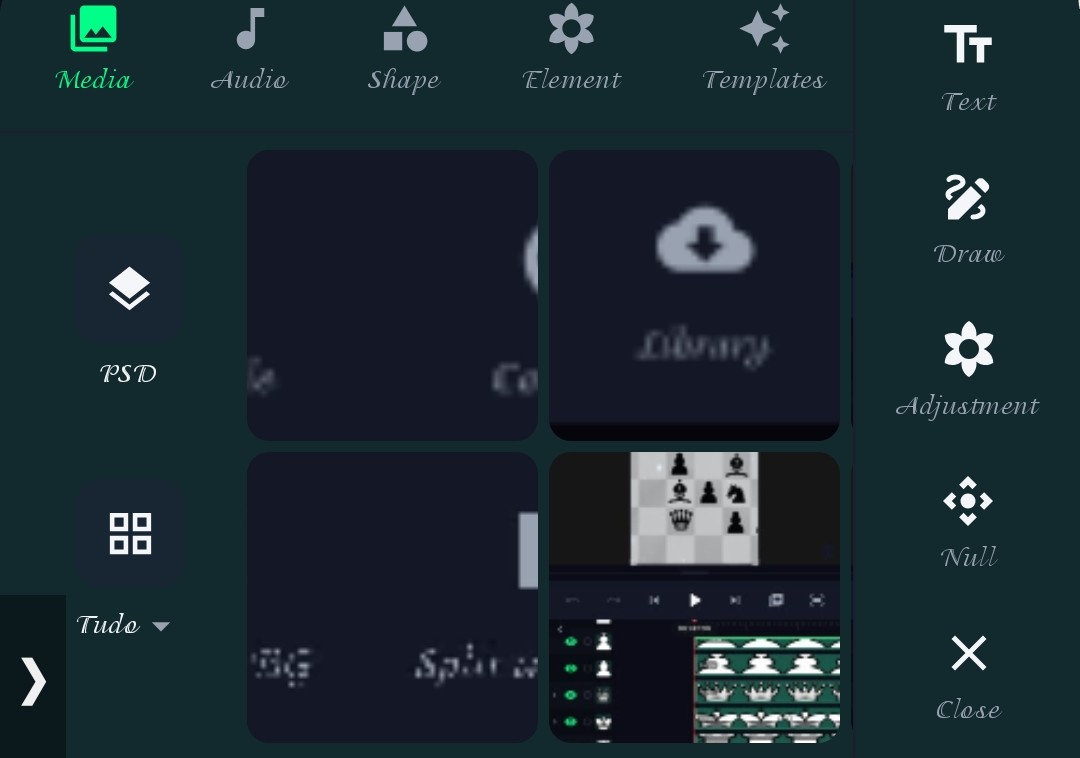 Media
Audio
Shape
Element
Templates
Text
Draw
Adjustment
Null
Close
PSD
Tudo
Library